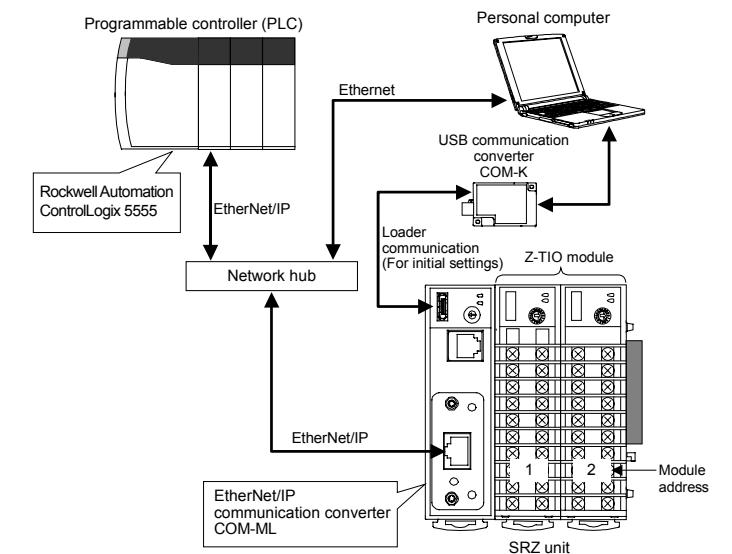 Programmable controller (PLC)
Personal computer
Ethernet
USB communication
converter
COM-K
Rockwell Automation
ControlLogix 5555
EtherNet/IP
Loader
communication
(For initial settings)
Z-TIO module
Network hub
EtherNet/IP
1
2
Module
address
EtherNet/IP
communication converter
COM-ML
SRZ unit